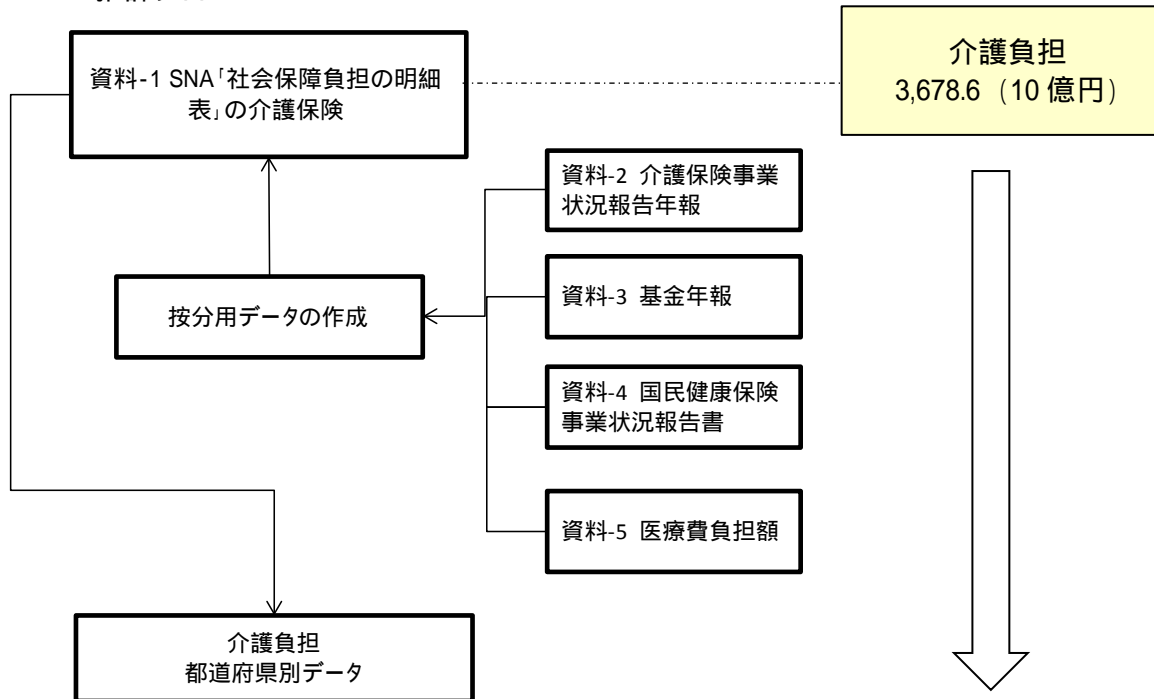 資料-1 SNA「社会保障負担の明細
表」の介護保険
介護負担
3,678.6（10 億円）
資料-2 介護保険事業
状況報告年報
資料-3 基金年報
按分用データの作成
資料-4 国民健康保険
事業状況報告書
資料-5 医療費負担額
介護負担
都道府県別データ